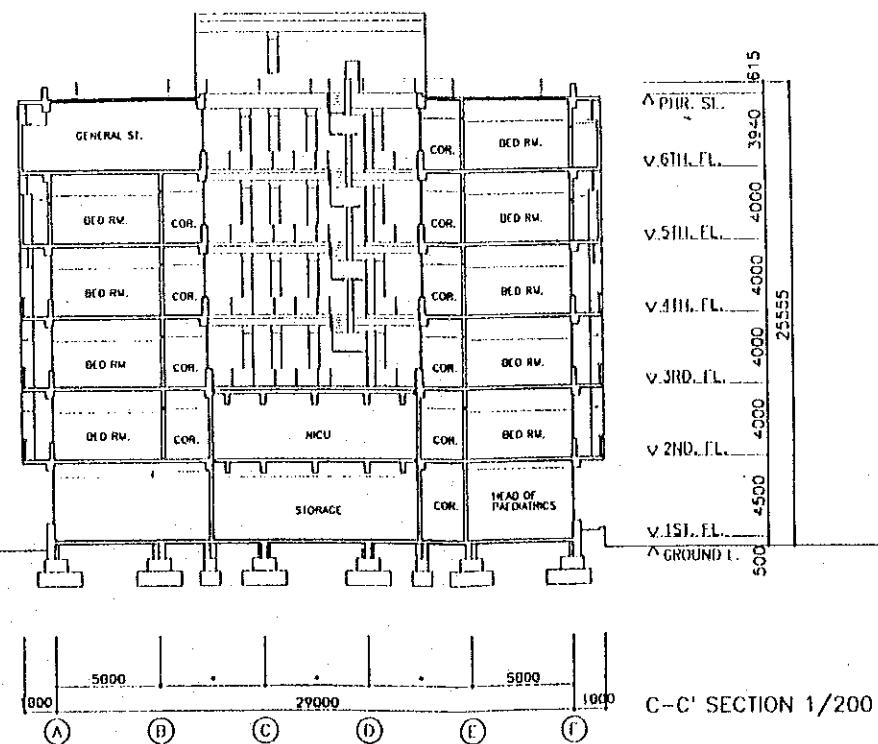 615
^ PHR. SL.
3940
GENERAL ST. COR. BED RM.
v 6TH. FL.
4000
BED RM. COR. COR. BED RM.
v 5TH. FL.
4000
BED RM. COR. COR. BED RM.
v 4TH. FL.
4000
25555
BED RM COR. COR. BED RM.
v 3RD. FL.
4000
BED RM. COR. NICU COR. BED RM.
v 2ND. FL.
4500
STORAGE COR. HEAD OF
PAEDIATRICS
v 1ST. FL.
^ GROUND L.
500
5000 5000
1000 29000 1000
A B C D E F
C-C' SECTION 1/200